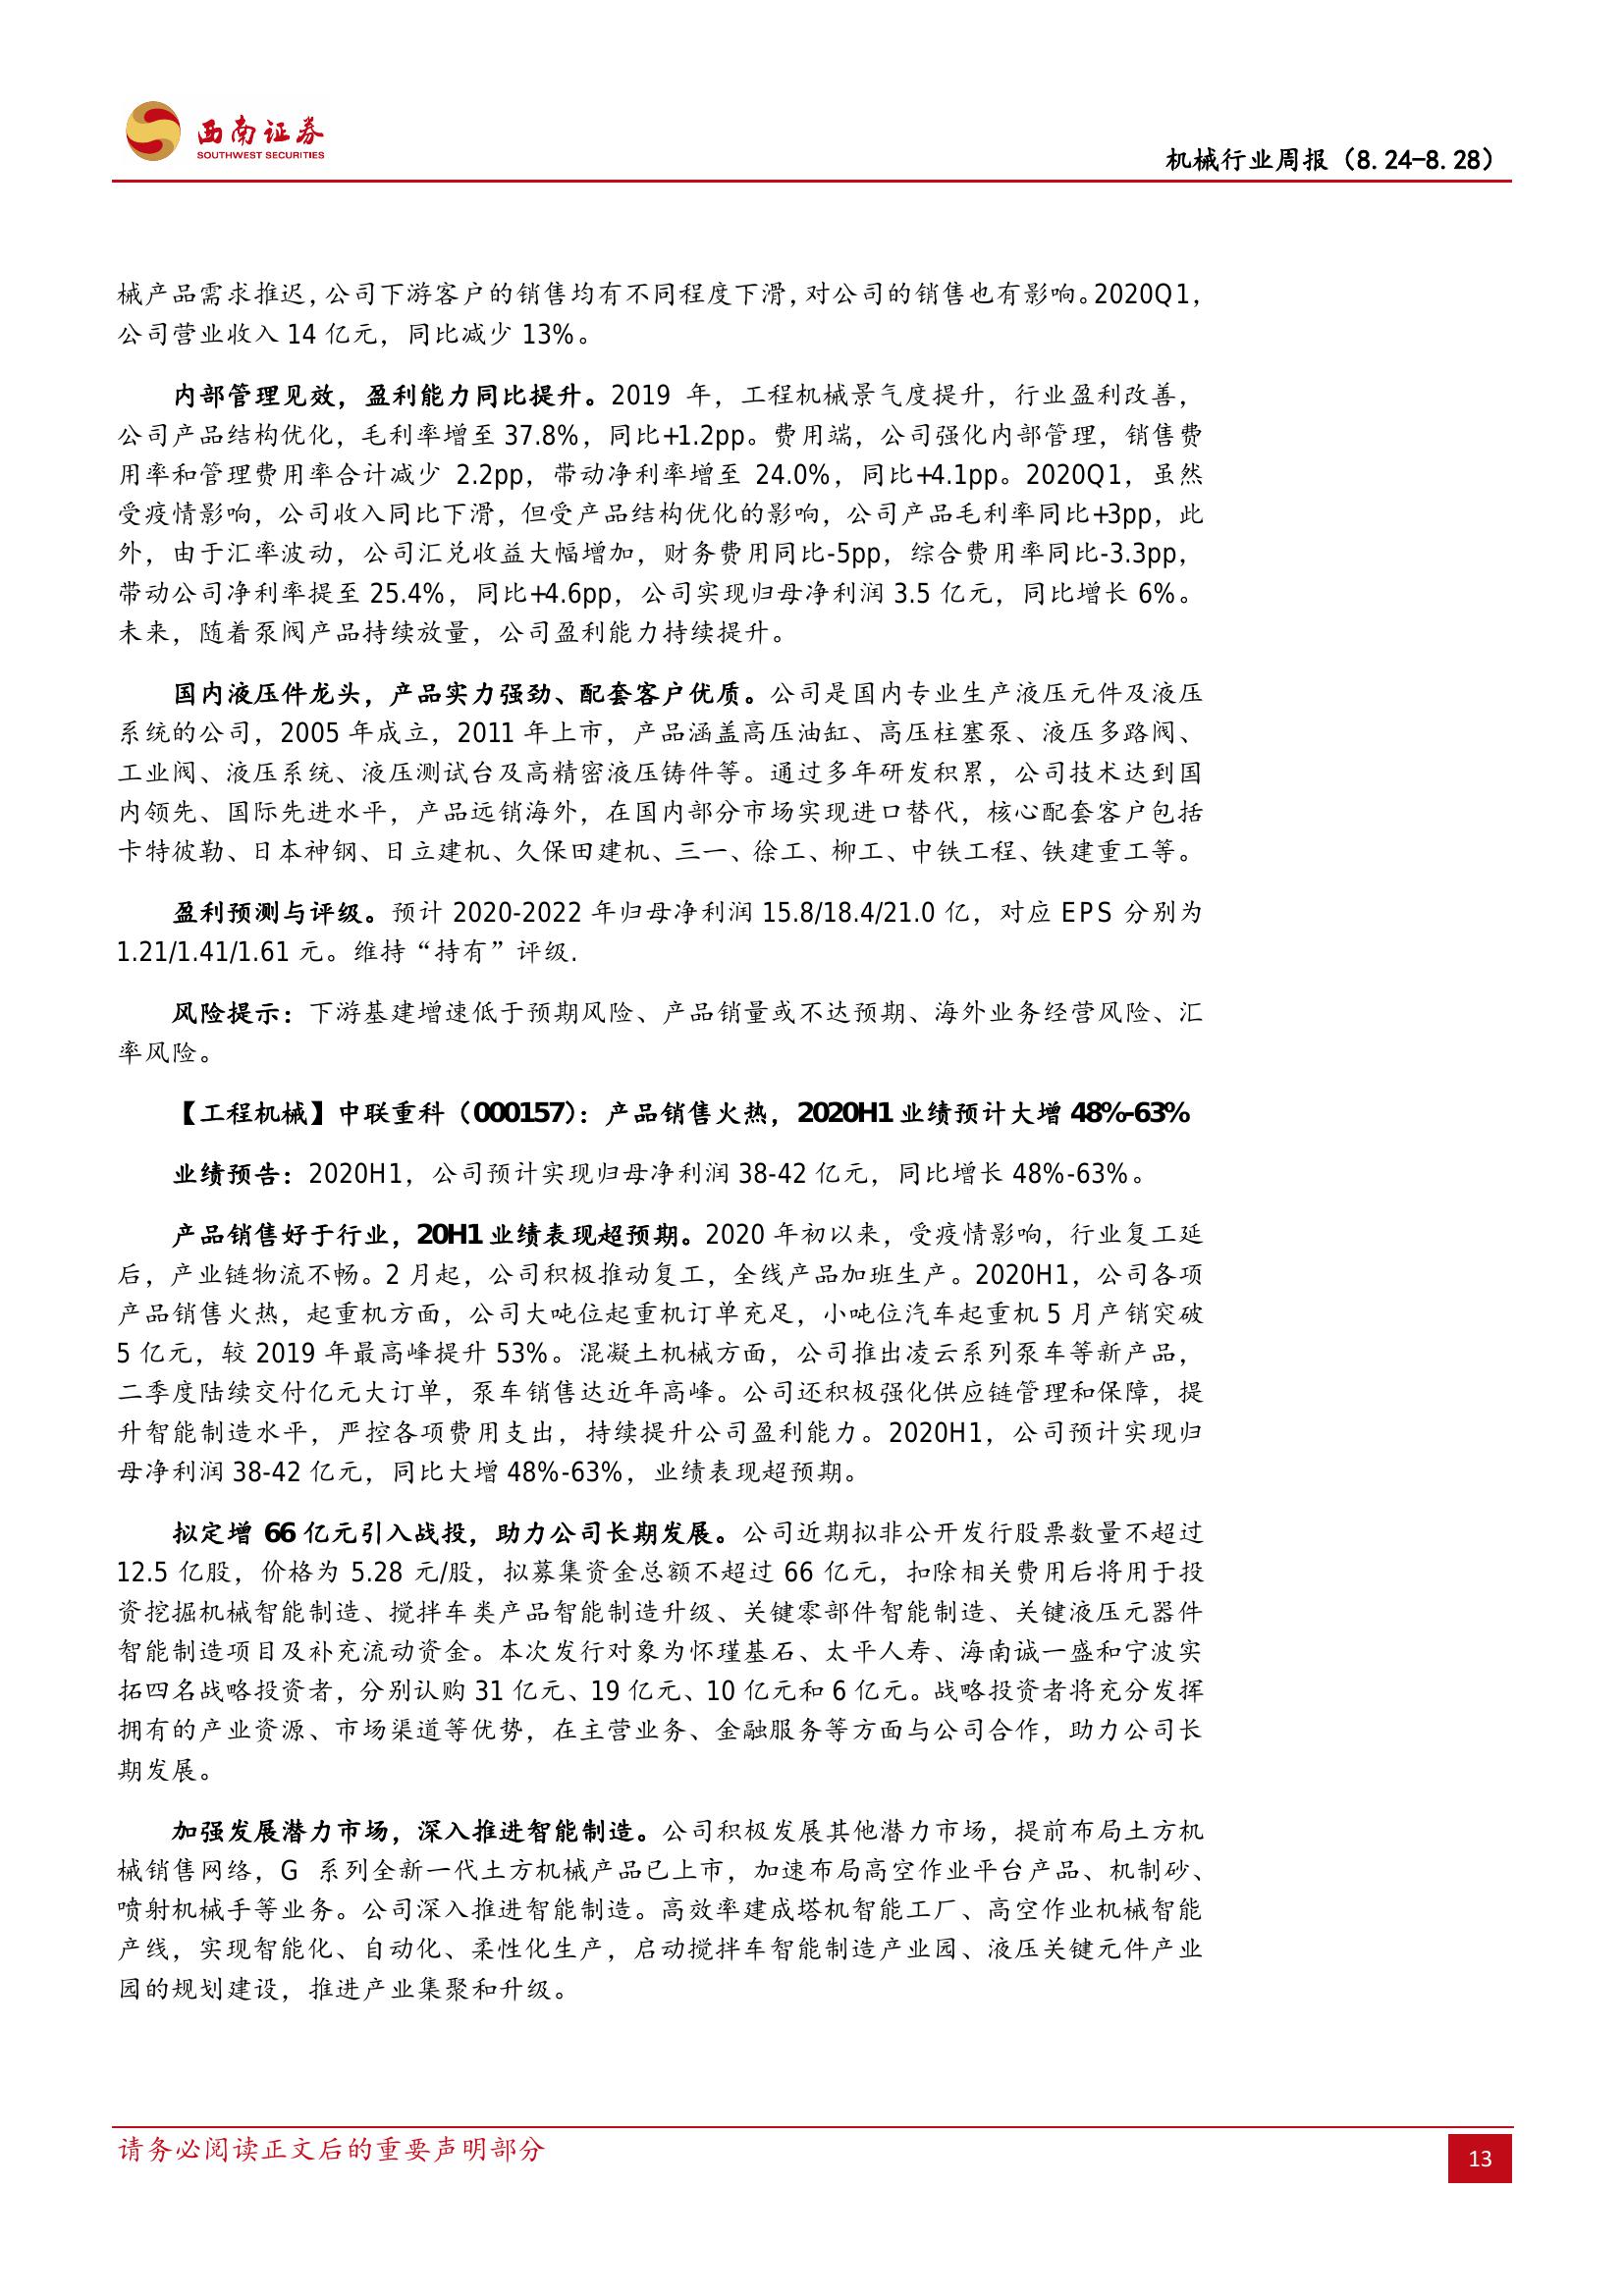 西南证券
SOUTHWEST SECURITIES
机械行业周报（8.24-8.28）
械产品需求推迟，公司下游客户的销售均有不同程度下滑，对公司的销售也有影响。2020Q1，
公司营业收入 14 亿元，同比减少 13%。
内部管理见效，盈利能力同比提升。2019 年，工程机械景气度提升，行业盈利改善，
公司产品结构优化，毛利率增至 37.8%，同比+1.2pp。费用端，公司强化内部管理，销售费
用率和管理费用率合计减少 2.2pp，带动净利率增至 24.0%，同比+4.1pp。2020Q1，虽然
受疫情影响，公司收入同比下滑，但受产品结构优化的影响，公司产品毛利率同比+3pp，此
外，由于汇率波动，公司汇兑收益大幅增加，财务费用同比-5pp，综合费用率同比-3.3pp，
带动公司净利率提至 25.4%，同比+4.6pp，公司实现归母净利润 3.5 亿元，同比增长 6%。
未来，随着泵阀产品持续放量，公司盈利能力持续提升。
国内液压件龙头，产品实力强劲、配套客户优质。公司是国内专业生产液压元件及液压
系统的公司，2005 年成立，2011 年上市，产品涵盖高压油缸、高压柱塞泵、液压多路阀、
工业阀、液压系统、液压测试台及高精密液压铸件等。通过多年研发积累，公司技术达到国
内领先、国际先进水平，产品远销海外，在国内部分市场实现进口替代，核心配套客户包括
卡特彼勒、日本神钢、日立建机、久保田建机、三一、徐工、柳工、中铁工程、铁建重工等。
盈利预测与评级。预计 2020-2022 年归母净利润 15.8/18.4/21.0 亿，对应 EPS 分别为
1.21/1.41/1.61 元。维持“持有”评级.
风险提示：下游基建增速低于预期风险、产品销量或不达预期、海外业务经营风险、汇
率风险。
【工程机械】中联重科（000157）：产品销售火热，2020H1 业绩预计大增 48%-63%
业绩预告：2020H1，公司预计实现归母净利润 38-42 亿元，同比增长 48%-63%。
产品销售好于行业，20H1 业绩表现超预期。2020 年初以来，受疫情影响，行业复工延
后，产业链物流不畅。2 月起，公司积极推动复工，全线产品加班生产。2020H1，公司各项
产品销售火热，起重机方面，公司大吨位起重机订单充足，小吨位汽车起重机 5 月产销突破
5 亿元，较 2019 年最高峰提升 53%。混凝土机械方面，公司推出凌云系列泵车等新产品，
二季度陆续交付亿元大订单，泵车销售达近年高峰。公司还积极强化供应链管理和保障，提
升智能制造水平，严控各项费用支出，持续提升公司盈利能力。2020H1，公司预计实现归
母净利润 38-42 亿元，同比大增 48%-63%，业绩表现超预期。
拟定增 66 亿元引入战投，助力公司长期发展。公司近期拟非公开发行股票数量不超过
12.5 亿股，价格为 5.28 元/股，拟募集资金总额不超过 66 亿元，扣除相关费用后将用于投
资挖掘机械智能制造、搅拌车类产品智能制造升级、关键零部件智能制造、关键液压元器件
智能制造项目及补充流动资金。本次发行对象为怀瑾基石、太平人寿、海南诚一盛和宁波实
拓四名战略投资者，分别认购 31 亿元、19 亿元、10 亿元和 6 亿元。战略投资者将充分发挥
拥有的产业资源、市场渠道等优势，在主营业务、金融服务等方面与公司合作，助力公司长
期发展。
加强发展潜力市场，深入推进智能制造。公司积极发展其他潜力市场，提前布局土方机
械销售网络，G 系列全新一代土方机械产品已上市，加速布局高空作业平台产品、机制砂、
喷射机械手等业务。公司深入推进智能制造。高效率建成塔机智能工厂、高空作业机械智能
产线，实现智能化、自动化、柔性化生产，启动搅拌车智能制造产业园、液压关键元件产业
园的规划建设，推进产业集聚和升级。
请务必阅读正文后的重要声明部分
13